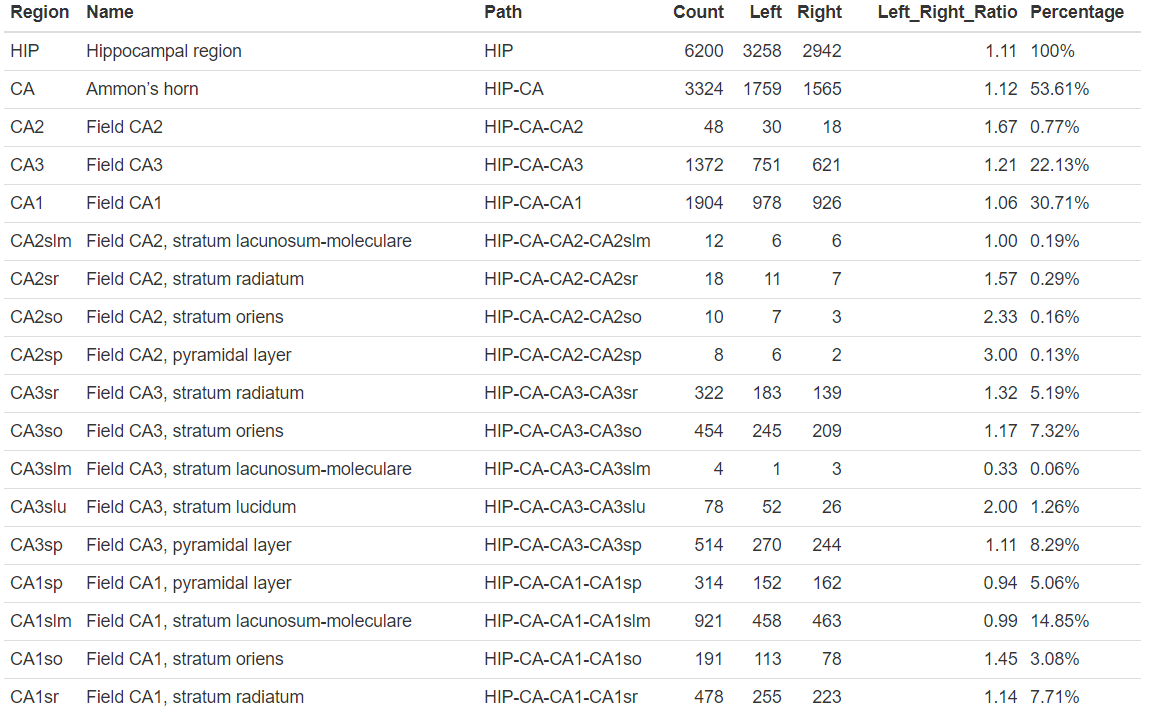 Region Name Path Count Left Right Left_Right_Ratio Percentage
HIP Hippocampal region HIP 6200 3258 2942 1.11 100%
CA Ammon’s horn HIP-CA 3324 1759 1565 1.12 53.61%
CA2 Field CA2 HIP-CA-CA2 48 30 18 1.67 0.77%
CA3 Field CA3 HIP-CA-CA3 1372 751 621 1.21 22.13%
CA1 Field CA1 HIP-CA-CA1 1904 978 926 1.06 30.71%
CA2slm Field CA2, stratum lacunosum-moleculare HIP-CA-CA2-CA2slm 12 6 6 1.00 0.19%
CA2sr Field CA2, stratum radiatum HIP-CA-CA2-CA2sr 18 11 7 1.57 0.29%
CA2so Field CA2, stratum oriens HIP-CA-CA2-CA2so 10 7 3 2.33 0.16%
CA2sp Field CA2, pyramidal layer HIP-CA-CA2-CA2sp 8 6 2 3.00 0.13%
CA3sr Field CA3, stratum radiatum HIP-CA-CA3-CA3sr 322 183 139 1.32 5.19%
CA3so Field CA3, stratum oriens HIP-CA-CA3-CA3so 454 245 209 1.17 7.32%
CA3slm Field CA3, stratum lacunosum-moleculare HIP-CA-CA3-CA3slm 4 1 3 0.33 0.06%
CA3slu Field CA3, stratum lucidum HIP-CA-CA3-CA3slu 78 52 26 2.00 1.26%
CA3sp Field CA3, pyramidal layer HIP-CA-CA3-CA3sp 514 270 244 1.11 8.29%
CA1sp Field CA1, pyramidal layer HIP-CA-CA1-CA1sp 314 152 162 0.94 5.06%
CA1slm Field CA1, stratum lacunosum-moleculare HIP-CA-CA1-CA1slm 921 458 463 0.99 14.85%
CA1so Field CA1, stratum oriens HIP-CA-CA1-CA1so 191 113 78 1.45 3.08%
CA1sr Field CA1, stratum radiatum HIP-CA-CA1-CA1sr 478 255 223 1.14 7.71%